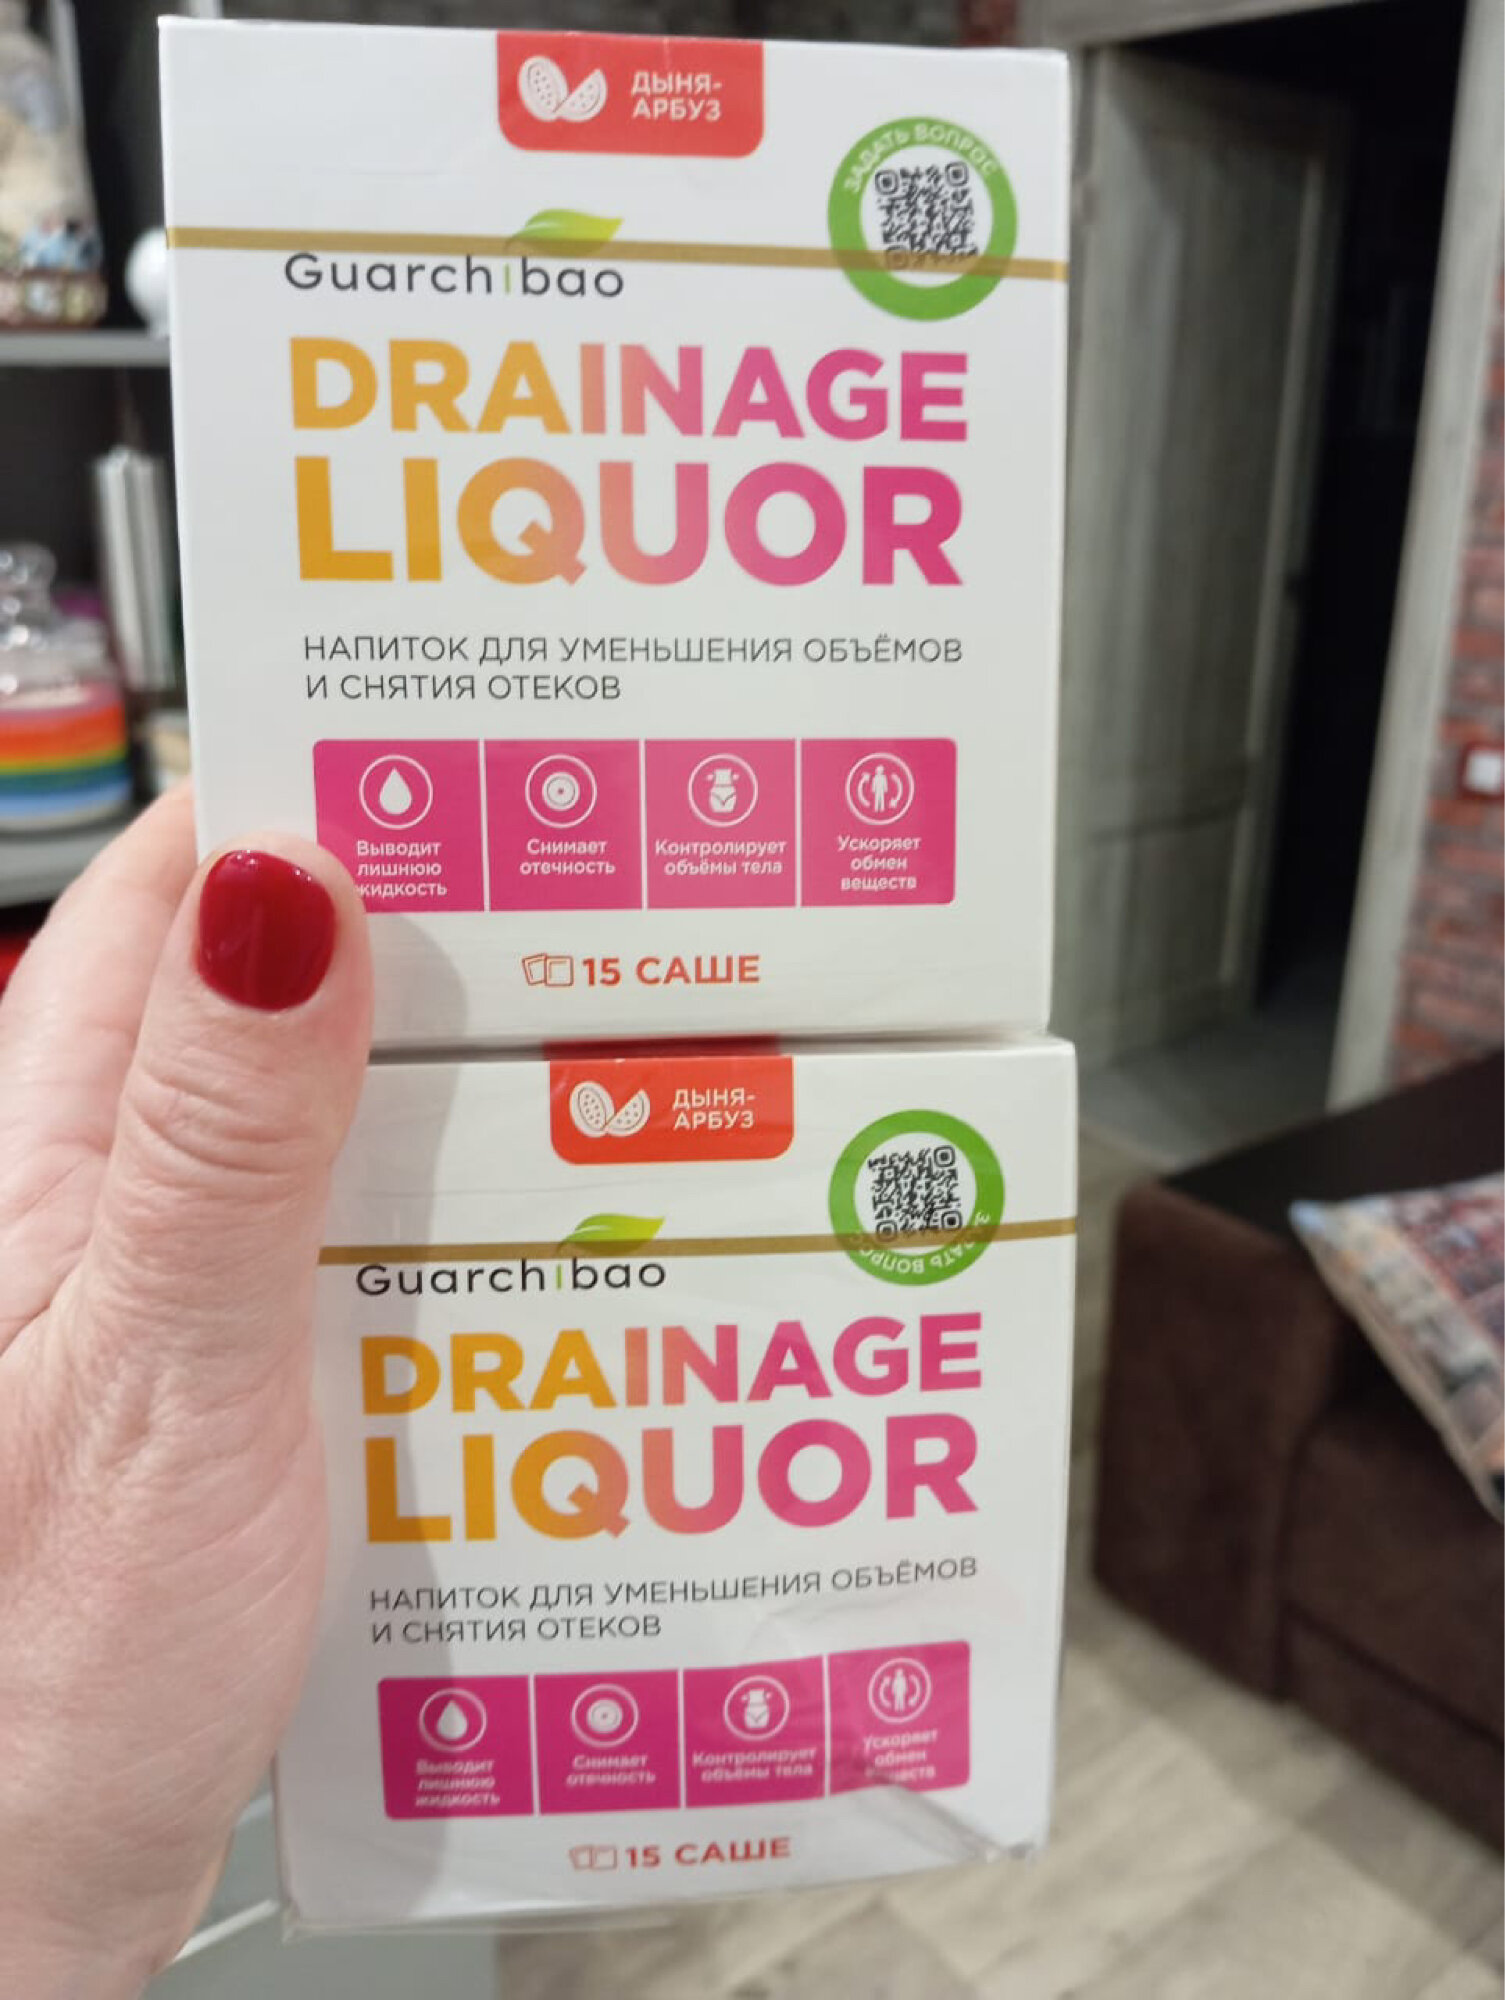 ДЫНЯ-
АРБУЗ
ЗАДАТЬ ВОПРОС
Guarchibao
DRAINAGE
LIQUOR
НАПИТОК ДЛЯ УМЕНЬШЕНИЯ ОБЪЁМОВ
И СНЯТИЯ ОТЕКОВ
Выводит
лишнюю
жидкость
Снимает
отечность
Контролирует
объёмы тела
Ускоряет
обмен
веществ
15 САШЕ
ДЫНЯ-
АРБУЗ
ЗАДАТЬ ВОПРОС
Guarchibao
DRAINAGE
LIQUOR
НАПИТОК ДЛЯ УМЕНЬШЕНИЯ ОБЪЁМОВ
И СНЯТИЯ ОТЕКОВ
Выводит
лишнюю
жидкость
Снимает
отечность
Контролирует
объёмы тела
Ускоряет
обмен
веществ
15 САШЕ